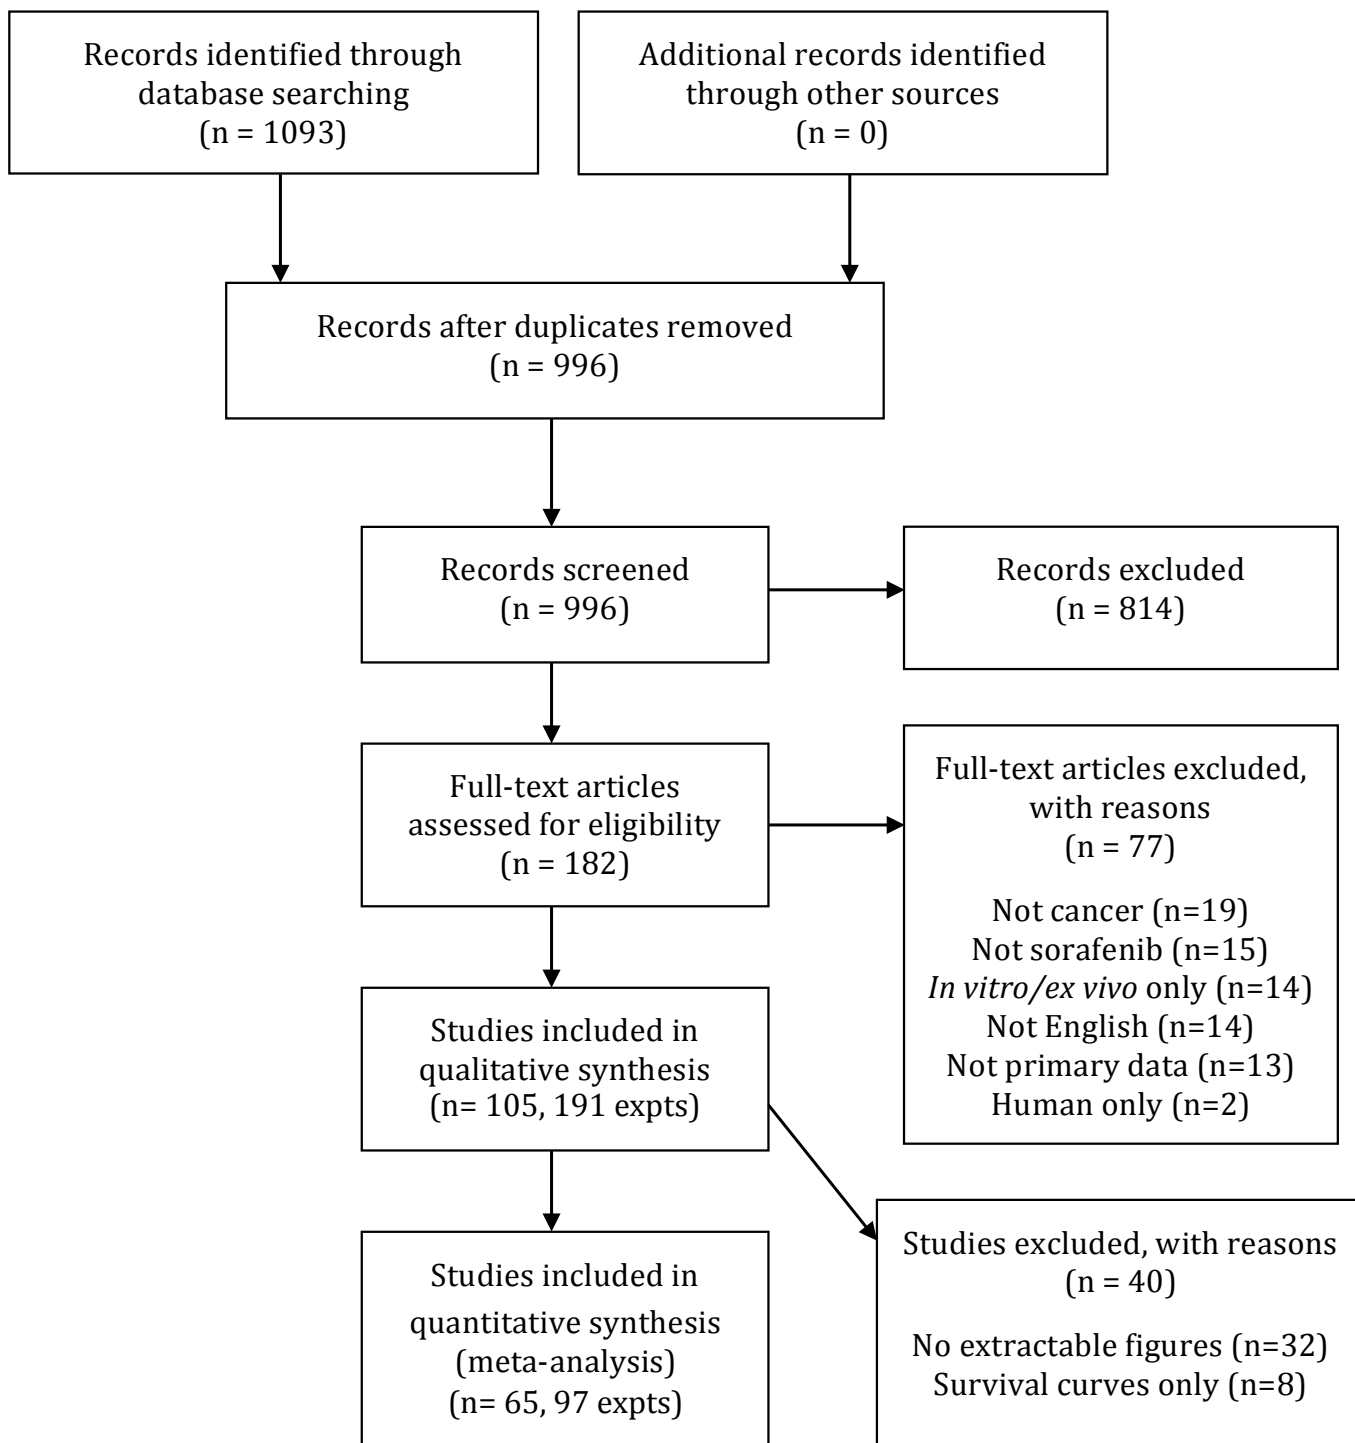 Records identified through
database searching
(n = 1093)
Additional records identified
through other sources
(n = 0)
Records after duplicates removed
(n = 996)
Records screened
(n = 996)
Records excluded
(n = 814)
Full-text articles
assessed for eligibility
(n = 182)
Full-text articles excluded,
with reasons
(n = 77)
Not cancer (n=19)
Not sorafenib (n=15)
In vitro/ex vivo only (n=14)
Not English (n=14)
Not primary data (n=13)
Human only (n=2)
Studies included in
qualitative synthesis
(n= 105, 191 expts)
Studies excluded, with reasons
(n = 40)
No extractable figures (n=32)
Survival curves only (n=8)
Studies included in
quantitative synthesis
(meta-analysis)
(n= 65, 97 expts)